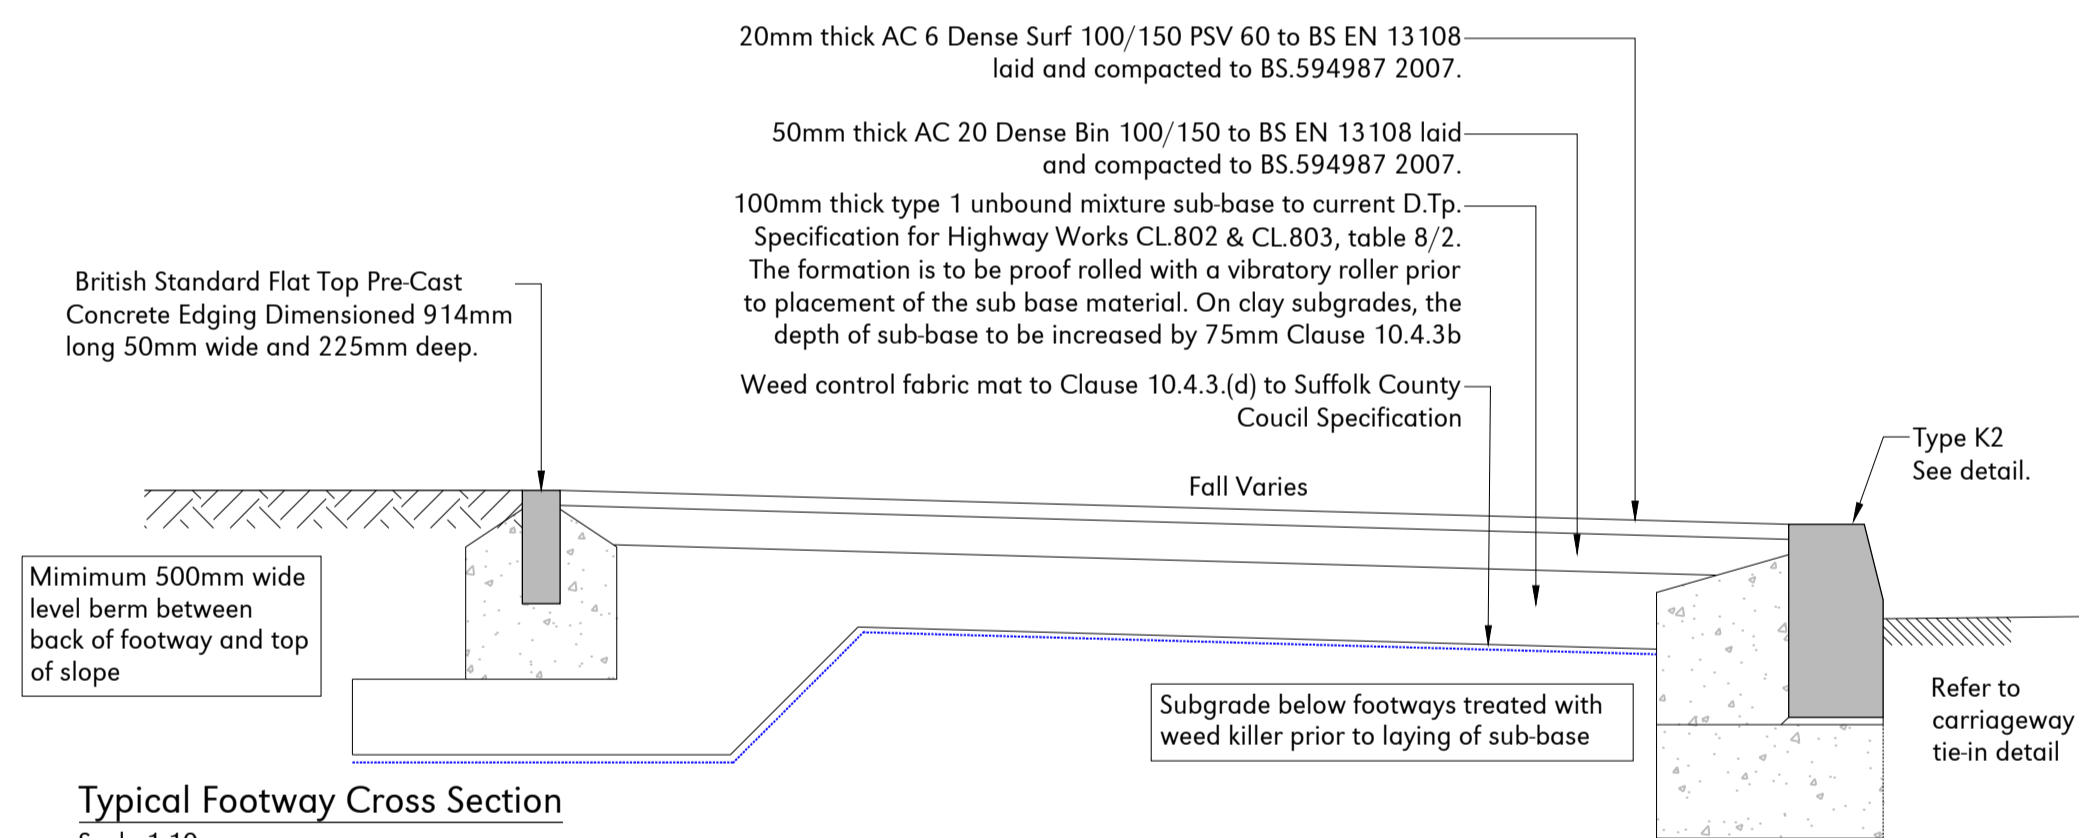 20mm thick AC 6 Dense Surf 100/150 PSV 60 to BS EN 13108
laid and compacted to BS.594987 2007.
50mm thick AC 20 Dense Bin 100/150 to BS EN 13108 laid
and compacted to BS.594987 2007.
100mm thick type 1 unbound mixture sub-base to current D.Tp.
Specification for Highway Works CL.802 & CL.803, table 8/2.
The formation is to be proof rolled with a vibratory roller prior
to placement of the sub base material. On clay subgrades, the
depth of sub-base to be increased by 75mm Clause 10.4.3b
Weed control fabric mat to Clause 10.4.3.(d) to Suffolk County
Coucil Specification
British Standard Flat Top Pre-Cast
Concrete Edging Dimensioned 914mm
long 50mm wide and 225mm deep.
Type K2
See detail.
Fall Varies
Mimimum 500mm wide
level berm between
back of footway and top
of slope
Subgrade below footways treated with
weed killer prior to laying of sub-base
Refer to
carriageway
tie-in detail
Typical Footway Cross Section
Scale 1:10